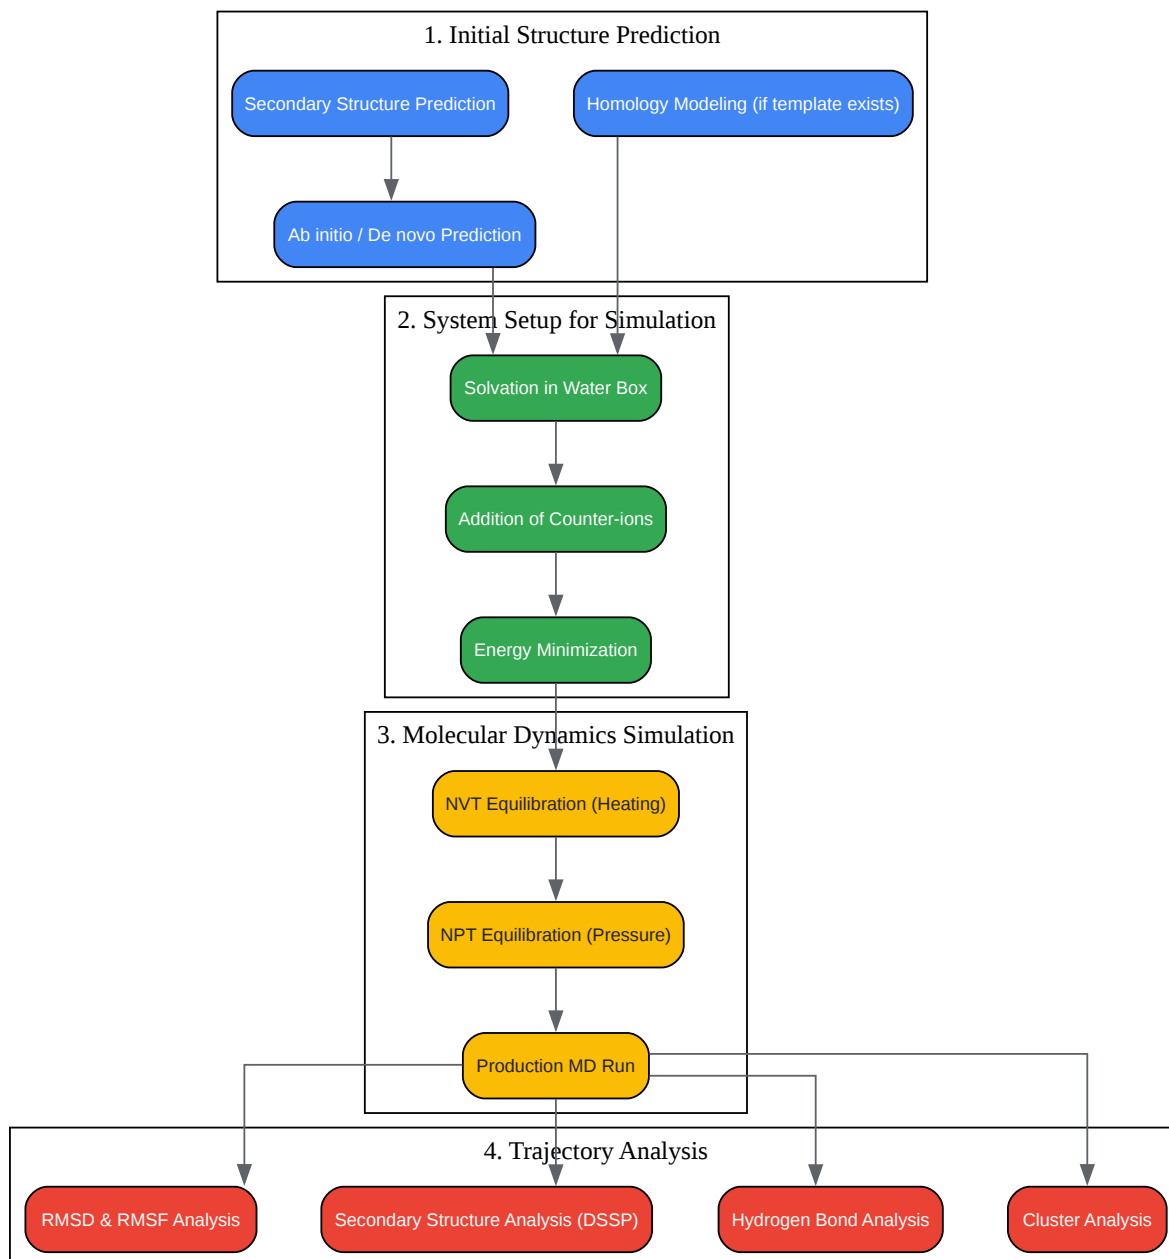 1. Initial Structure Prediction
Secondary Structure Prediction
Homology Modeling (if template exists)
Ab initio / De novo Prediction
2. System Setup for Simulation
Solvation in Water Box
Addition of Counter-ions
Energy Minimization
3. Molecular Dynamics Simulation
NVT Equilibration (Heating)
NPT Equilibration (Pressure)
Production MD Run
4. Trajectory Analysis
RMSD & RMSF Analysis
Secondary Structure Analysis (DSSP)
Hydrogen Bond Analysis
Cluster Analysis